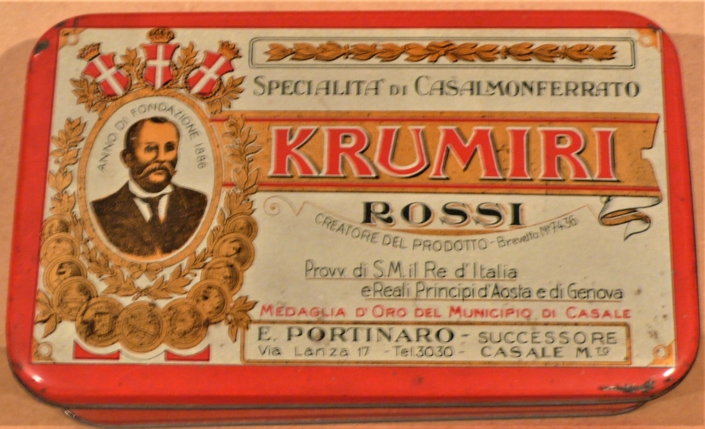 ANNO DI FONDAZIONE 1886
SPECIALITA' DI CASALMONFERRATO
KRUMIRI
ROSSI
CREATORE DEL PRODOTTO - Brevetto Nº 7436
Provv. di S.M. il Re d'Italia
e Reali Principi d'Aosta e di Genova
MEDAGLIA D'ORO DEL MUNICIPIO DI CASALE
E. PORTINARO - SUCCESSORE
Via Lanza 17 - Tel. 3030 - CASALE M.TO